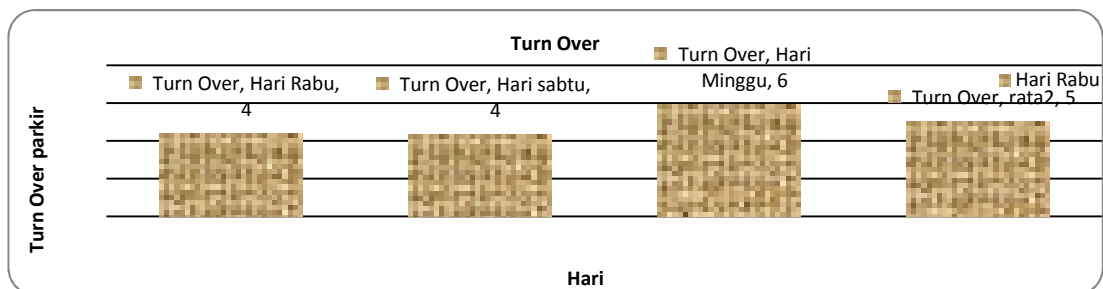 Turn Over
Turn Over, Hari Rabu,
4
Turn Over, Hari sabtu,
4
Turn Over, Hari
Minggu, 6
Hari Rabu
Turn Over, rata2, 5
Turn Over parkir
Hari